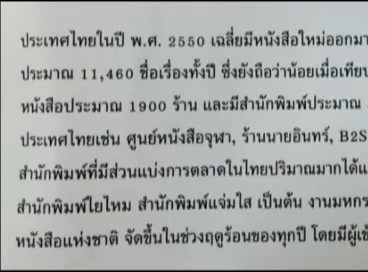 ประเทศไทยในปี พ.ศ. 2550 เฉลี่ยมีหนังสือใหม่ออกมา
ประมาณ 11,460 ชื่อเรื่องทั้งปี ซึ่งยังถือว่าน้อยเมื่อเทียบ
หนังสือประมาณ 1900 ร้าน และมีสำนักพิมพ์ประมาณ
ประเทศไทยเช่น ศูนย์หนังสือจุฬา, ร้านนายอินทร์, B2S
สำนักพิมพ์ที่มีส่วนแบ่งการตลาดในไทยปริมาณมากได้แ
สำนักพิมพ์ใยไหม สำนักพิมพ์แจ่มใส เป็นต้น งานมหกร
หนังสือแห่งชาติ จัดขึ้นในช่วงฤดูร้อนของทุกปี โดยมีผู้เข้